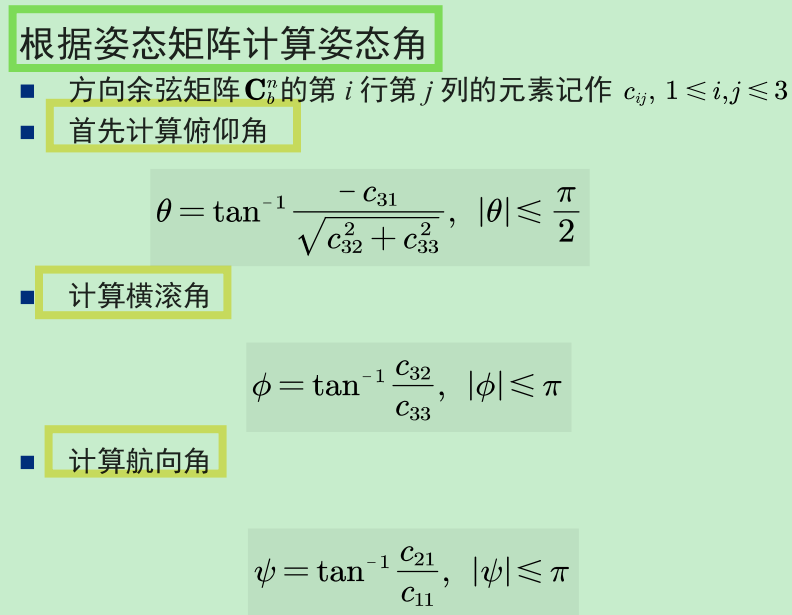 根据姿态矩阵计算姿态角
方向余弦矩阵 $\mathbf{C}_b^n$ 的第 $i$ 行第 $j$ 列的元素记作 $c_{ij}$, $1 \leqslant i,j \leqslant 3$
首先计算俯仰角
$\theta = \tan^{-1} \frac{-c_{31}}{\sqrt{c_{32}^2 + c_{33}^2}}, \ |\theta| \leqslant \frac{\pi}{2}$
计算横滚角
$\phi = \tan^{-1} \frac{c_{32}}{c_{33}}, \ |\phi| \leqslant \pi$
计算航向角
$\psi = \tan^{-1} \frac{c_{21}}{c_{11}}, \ |\psi| \leqslant \pi$